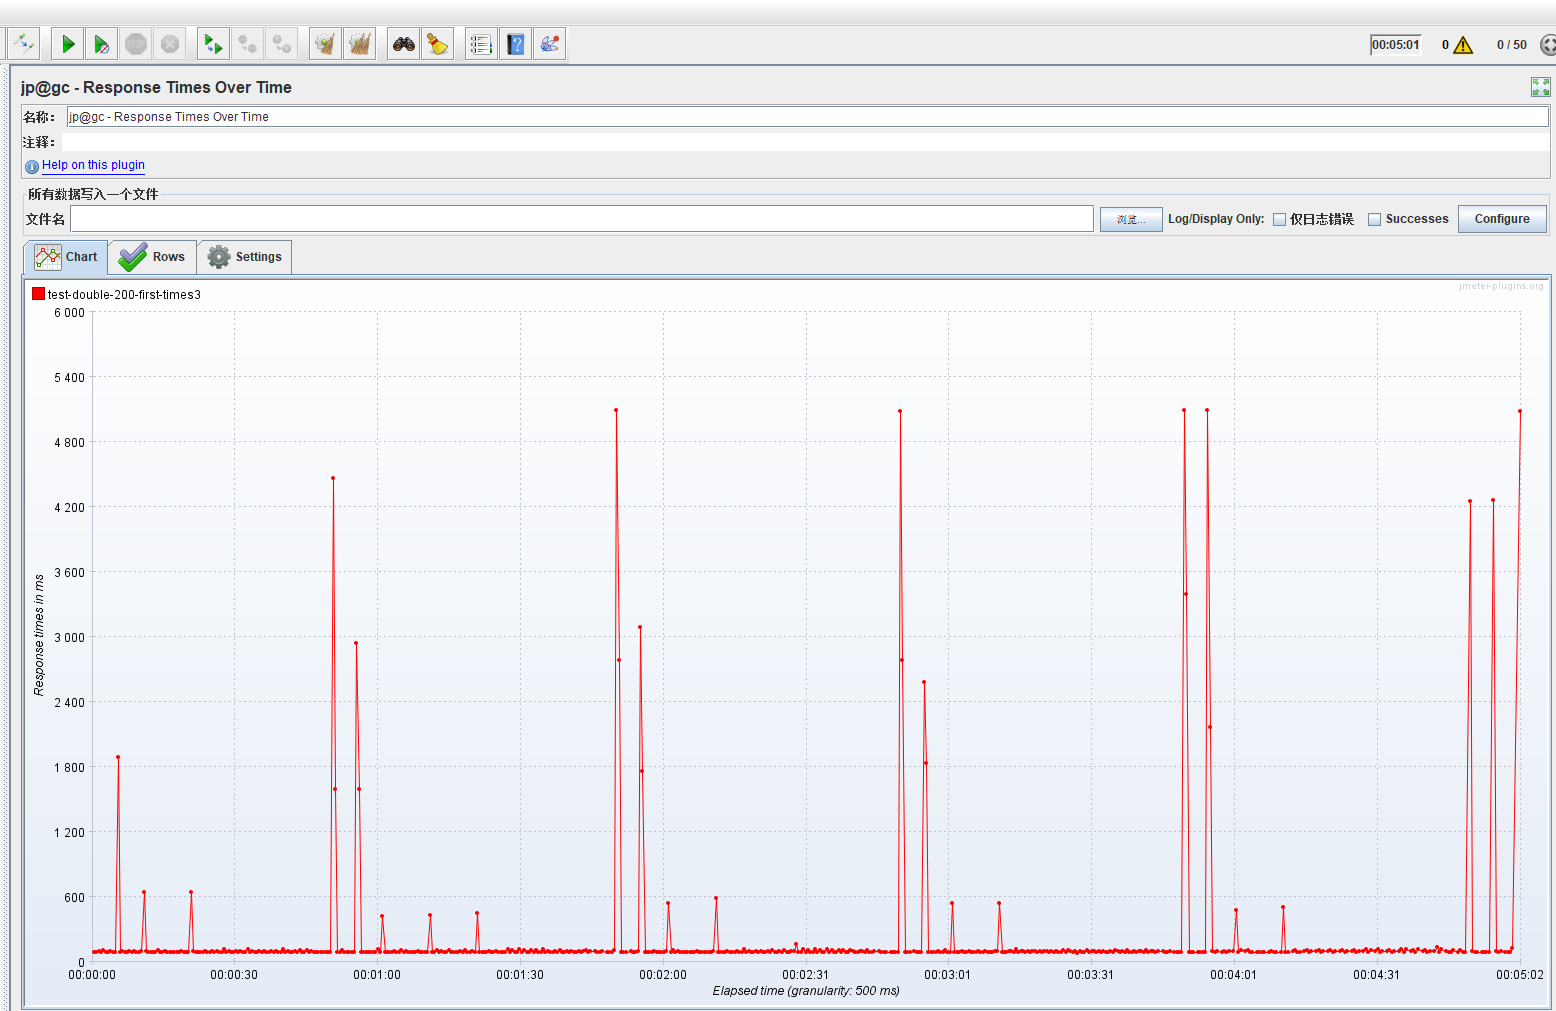 STOP
00:05:01 0 0 / 50
jp@gc - Response Times Over Time
名称： jp@gc - Response Times Over Time
注释：
Help on this plugin
所有数据写入一个文件
文件名 浏览... Log/Display Only: 仅日志错误 Successes Configure
Chart Rows Settings
test-double-200-first-times3 jmeter-plugins.org
6 000
5 400
4 800
4 200
3 600
3 000
2 400
1 800
1 200
600
0
Response times in ms
00:00:00 00:00:30 00:01:00 00:01:30 00:02:00 00:02:31 00:03:01 00:03:31 00:04:01 00:04:31 00:05:02
Elapsed time (granularity: 500 ms)